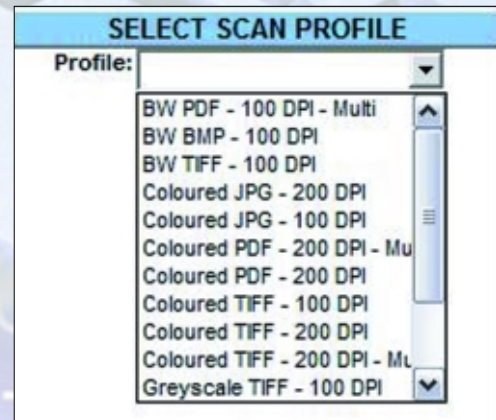 SELECT SCAN PROFILE
Profile:
BW PDF - 100 DPI - Multi
BW BMP - 100 DPI
BW TIFF - 100 DPI
Coloured JPG - 200 DPI
Coloured JPG - 100 DPI
Coloured PDF - 200 DPI - Mu
Coloured PDF - 200 DPI
Coloured TIFF - 100 DPI
Coloured TIFF - 200 DPI
Coloured TIFF - 200 DPI - Mu
Greyscale TIFF - 100 DPI